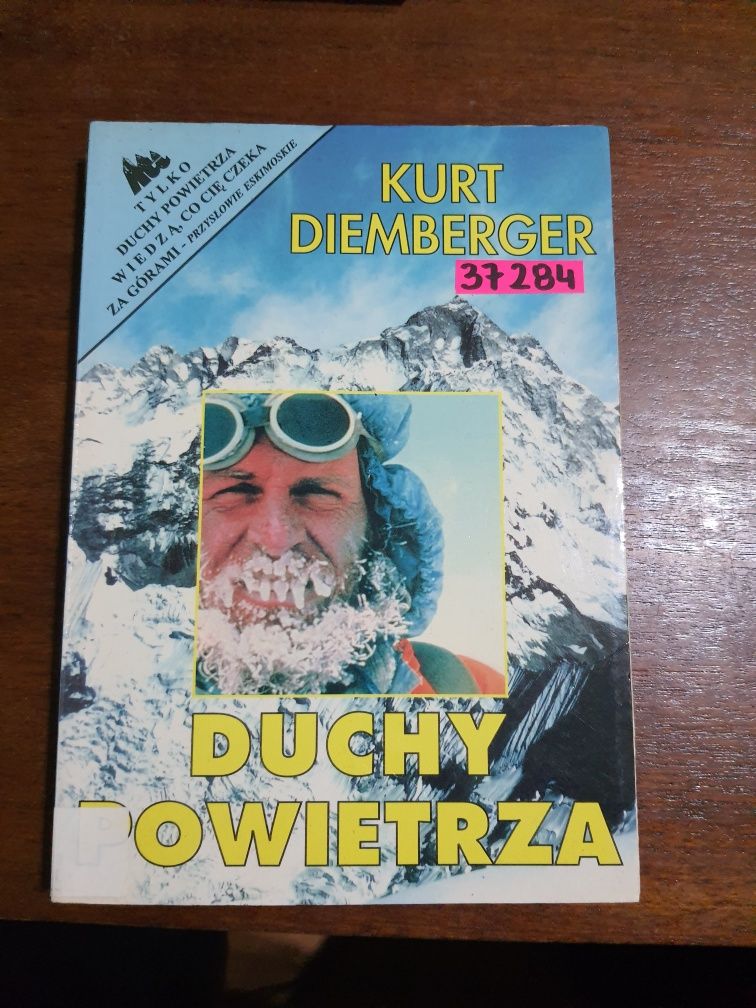 TYLKO
DUCHY POWIETRZA
WIEDZĄ, CO CIĘ CZEKA
ZA GÓRAMI - PRZYSŁOWIE ESKIMOSKIE
KURT
DIEMBERGER
37284
DUCHY
POWIETRZA